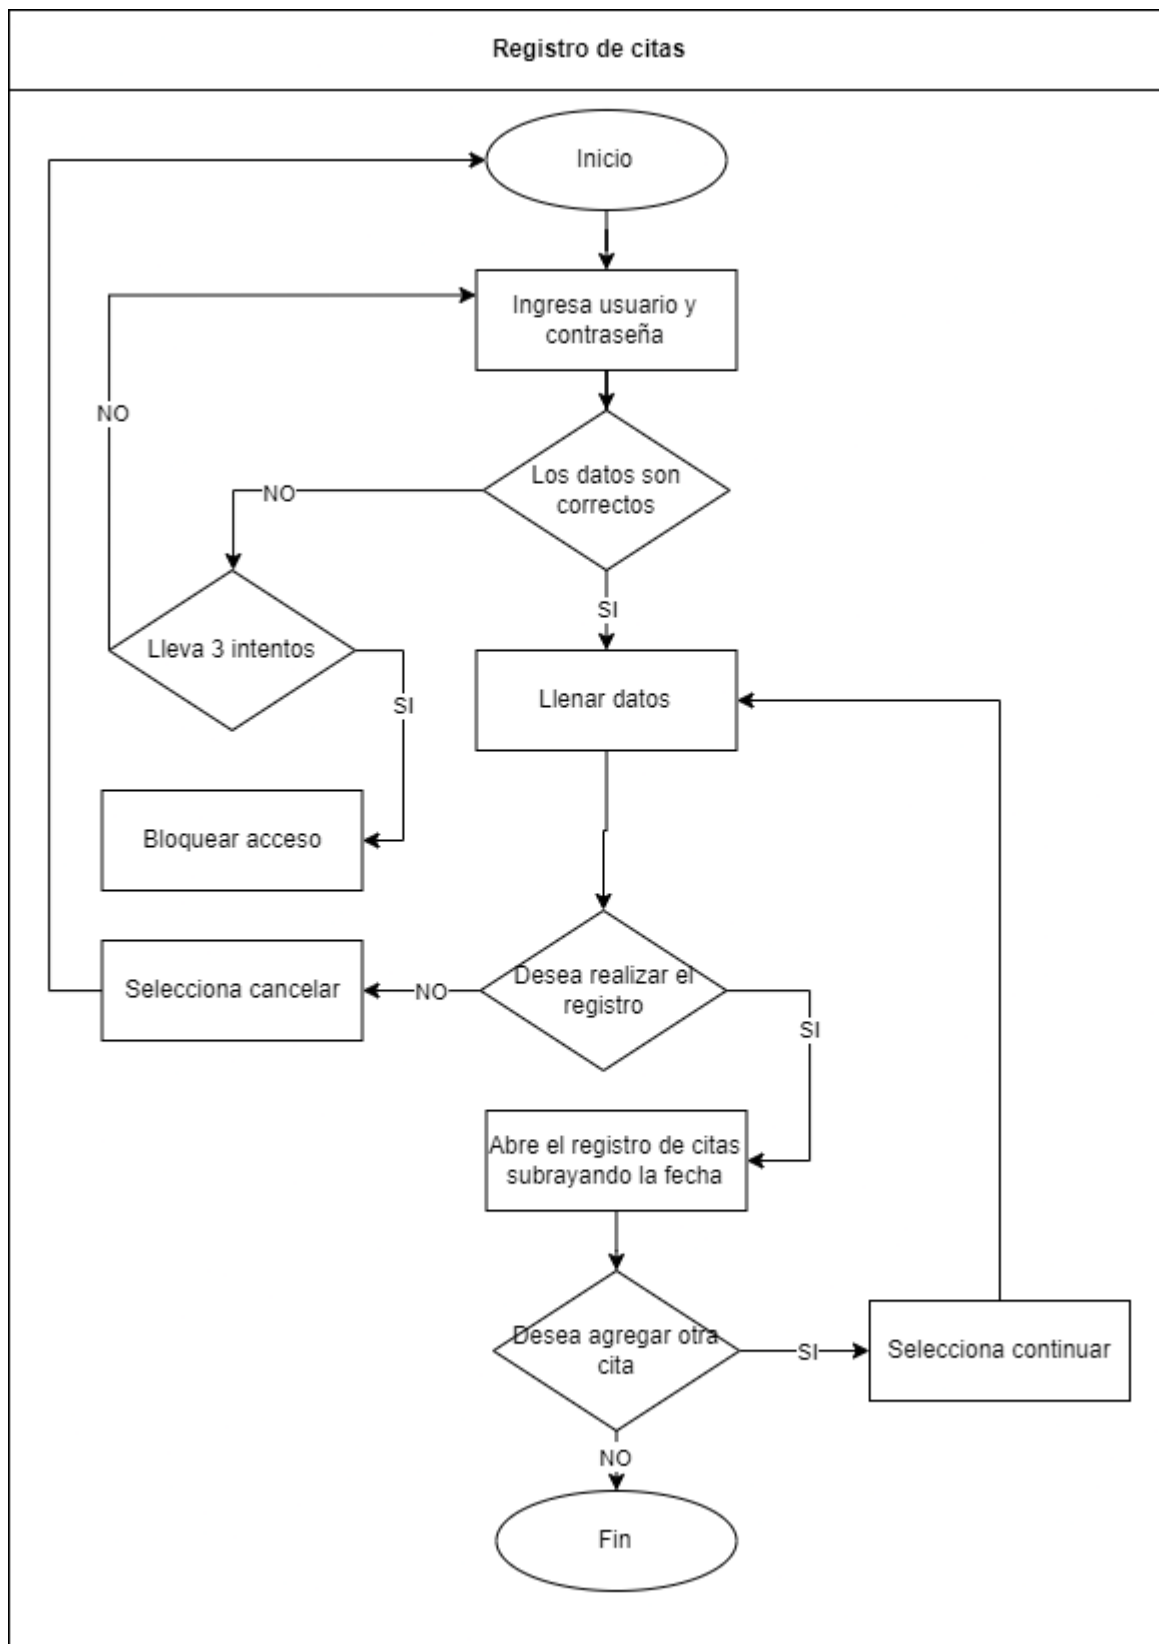 Registro de citas
Inicio
Ingresa usuario y
contraseña
NO
Los datos son
correctos
NO
SI
Lleva 3 intentos
SI
Llenar datos
Bloquear acceso
Desea realizar el
registro
NO
Selecciona cancelar
SI
Abre el registro de citas
subrayando la fecha
Desea agregar otra
cita
SI
Selecciona continuar
NO
Fin